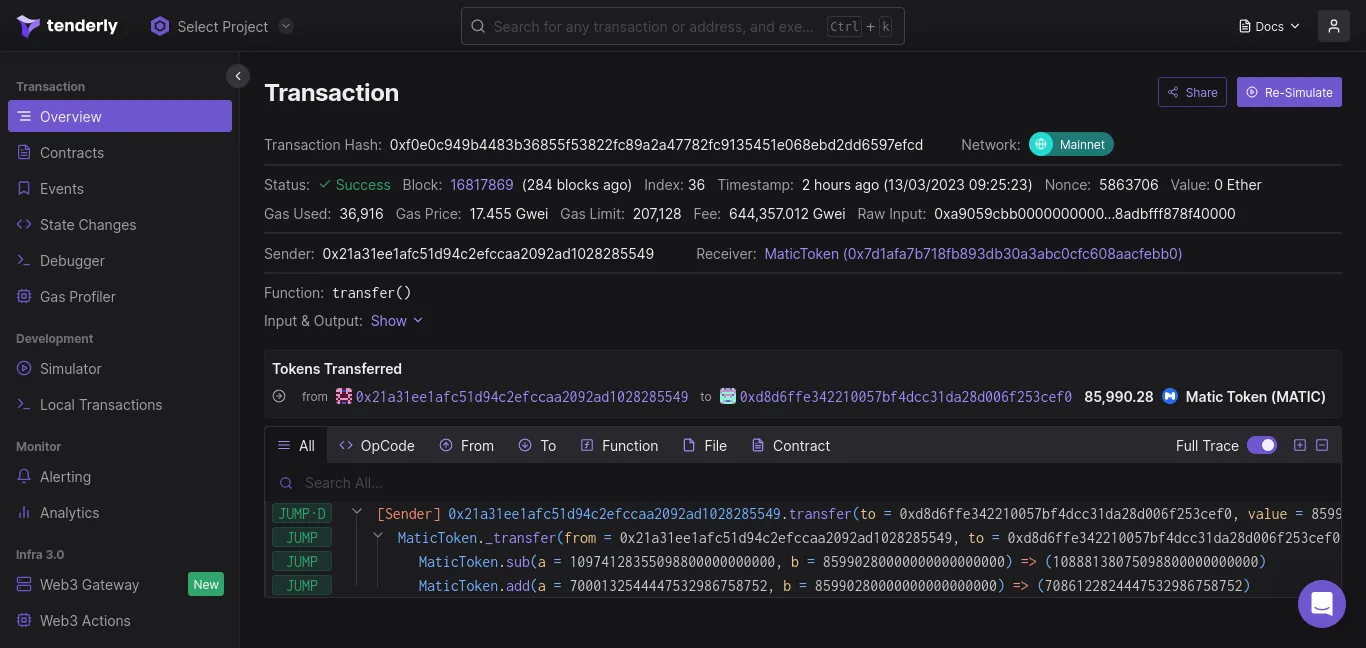 tenderly Select Project Search for any transaction or address, and exe... Ctrl + k Docs
Transaction
Overview
Contracts
Events
State Changes
Debugger
Gas Profiler
Development
Simulator
Local Transactions
Monitor
Alerting
Analytics
Infra 3.0
Web3 Gateway New
Web3 Actions
Transaction Share Re-Simulate
Transaction Hash: 0xf0e0c949b4483b36855f53822fc89a2a47782fc9135451e068ebd2dd6597efcd Network: Mainnet
Status: Success Block: 16817869 (284 blocks ago) Index: 36 Timestamp: 2 hours ago (13/03/2023 09:25:23) Nonce: 5863706 Value: 0 Ether
Gas Used: 36,916 Gas Price: 17.455 Gwei Gas Limit: 207,128 Fee: 644,357.012 Gwei Raw Input: 0xa9059cbb0000000000...8adbfff878f40000
Sender: 0x21a31ee1afc51d94c2efccaa2092ad1028285549 Receiver: MaticToken (0x7d1afa7b718fb893db30a3abc0cfc608aacfebb0)
Function: transfer()
Input & Output: Show
Tokens Transferred
from 0x21a31ee1afc51d94c2efccaa2092ad1028285549 to 0xd8d6ffe342210057bf4dcc31da28d006f253cef0 85,990.28 Matic Token (MATIC)
All OpCode From To Function File Contract Full Trace
Search All...
JUMP·D [Sender] 0x21a31ee1afc51d94c2efccaa2092ad1028285549.transfer(to = 0xd8d6ffe342210057bf4dcc31da28d006f253cef0, value = 8599
JUMP MaticToken._transfer(from = 0x21a31ee1afc51d94c2efccaa2092ad1028285549, to = 0xd8d6ffe342210057bf4dcc31da28d006f253cef0
JUMP MaticToken.sub(a = 10974128355098800000000000, b = 85990280000000000000000) => (10888138075098800000000000)
JUMP MaticToken.add(a = 7000132544447532986758752, b = 85990280000000000000000) => (7086122824447532986758752)